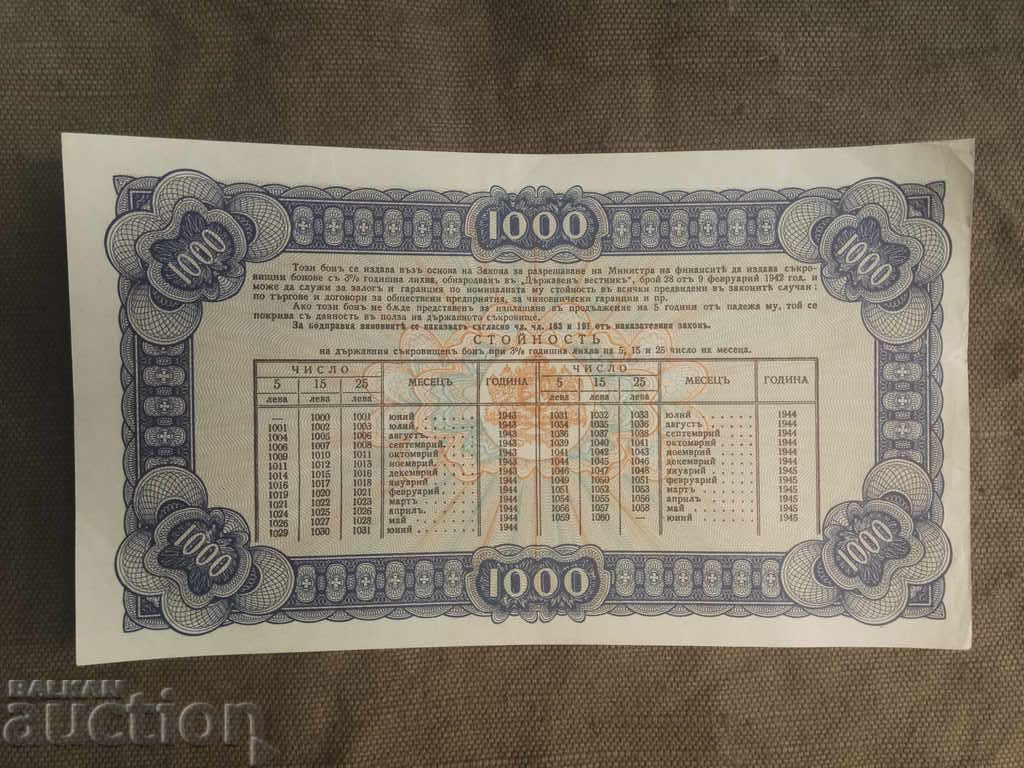 1000
1000
1000
Този бонъ се издава възъ основа на Закона за разрешаване на Министра на финанситѣ да издава съкро-
вищни бонове съ 3% годишна лихва, обнародванъ въ „Държавенъ вестникъ", брой 28 отъ 9 февруарий 1942 год. и
може да служи за залогъ и гаранция по номиналната му стойность въ всички предвидени въ законитѣ случаи:
по търгове и договори за обществени предприятия, за чиновически гаранции и пр.
Ако този бонъ не бѫде представенъ за изплащане въ продължение на 5 години отъ падежа му, той се
покрива съ давность въ полза на държавното съкровище.
За подправка виновнитѣ се наказватъ съгласно чл. чл. 163 и 191 отъ наказателния законъ.
СТОЙНОСТЬ
на държавния съкровищенъ бонъ при 3% годишна лихва на 5, 15 и 25 число на месеца.
ЧИСЛО МЕСЕЦЪ ГОДИНА ЧИСЛО МЕСЕЦЪ ГОДИНА
5 15 25 5 15 25
лева лева лева лева лева лева
— 1000 1001 юний 1943 1031 1032 1033 юлий 1944
1001 1002 1003 юлий 1943 1034 1035 1036 августъ 1944
1004 1005 1006 августъ 1943 1036 1037 1038 септемврий 1944
1006 1007 1008 септемврий 1943 1039 1040 1041 октомврий 1944
1009 1010 1011 октомврий 1943 1041 1042 1043 ноемврий 1944
1011 1012 1013 ноемврий 1943 1044 1045 1046 декемврий 1944
1014 1015 1016 декемврий 1943 1046 1047 1048 януарий 1945
1016 1017 1018 януарий 1944 1049 1050 1051 февруарий 1945
1019 1020 1021 февруарий 1944 1051 1052 1053 мартъ 1945
1021 1022 1023 мартъ 1944 1054 1055 1056 априлъ 1945
1024 1025 1026 априлъ 1944 1056 1057 1058 май 1945
1026 1027 1028 май 1944 1059 1060 — юний 1945
1029 1030 1031 юний 1944
1000
1000
1000
BALKAN
auction